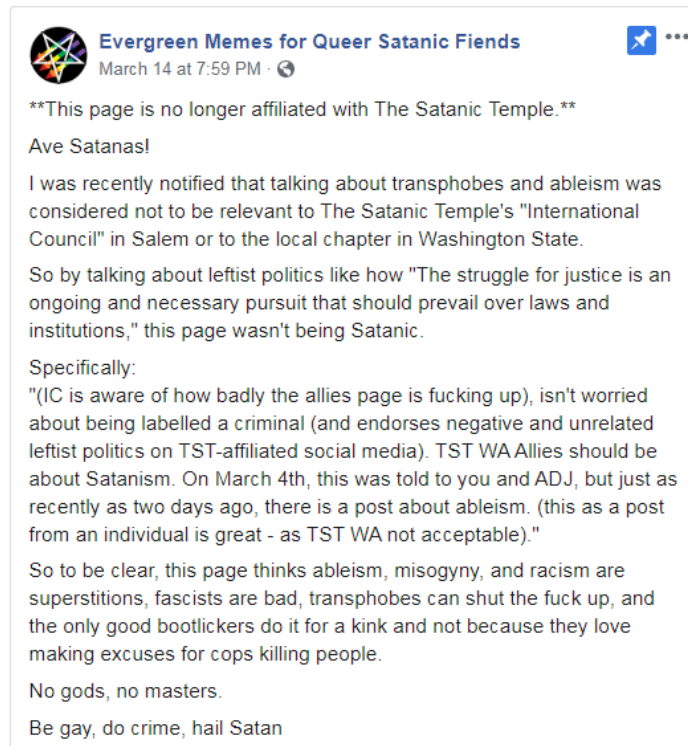 Evergreen Memes for Queer Satanic Fiends
March 14 at 7:59 PM ·
**This page is no longer affiliated with The Satanic Temple.**
Ave Satanas!
I was recently notified that talking about transphobes and ableism was
considered not to be relevant to The Satanic Temple's "International
Council" in Salem or to the local chapter in Washington State.
So by talking about leftist politics like how "The struggle for justice is an
ongoing and necessary pursuit that should prevail over laws and
institutions," this page wasn't being Satanic.
Specifically:
"(IC is aware of how badly the allies page is fucking up), isn't worried
about being labelled a criminal (and endorses negative and unrelated
leftist politics on TST-affiliated social media). TST WA Allies should be
about Satanism. On March 4th, this was told to you and ADJ, but just as
recently as two days ago, there is a post about ableism. (this as a post
from an individual is great - as TST WA not acceptable)."
So to be clear, this page thinks ableism, misogyny, and racism are
superstitions, fascists are bad, transphobes can shut the fuck up, and
the only good bootlickers do it for a kink and not because they love
making excuses for cops killing people.
No gods, no masters.
Be gay, do crime, hail Satan